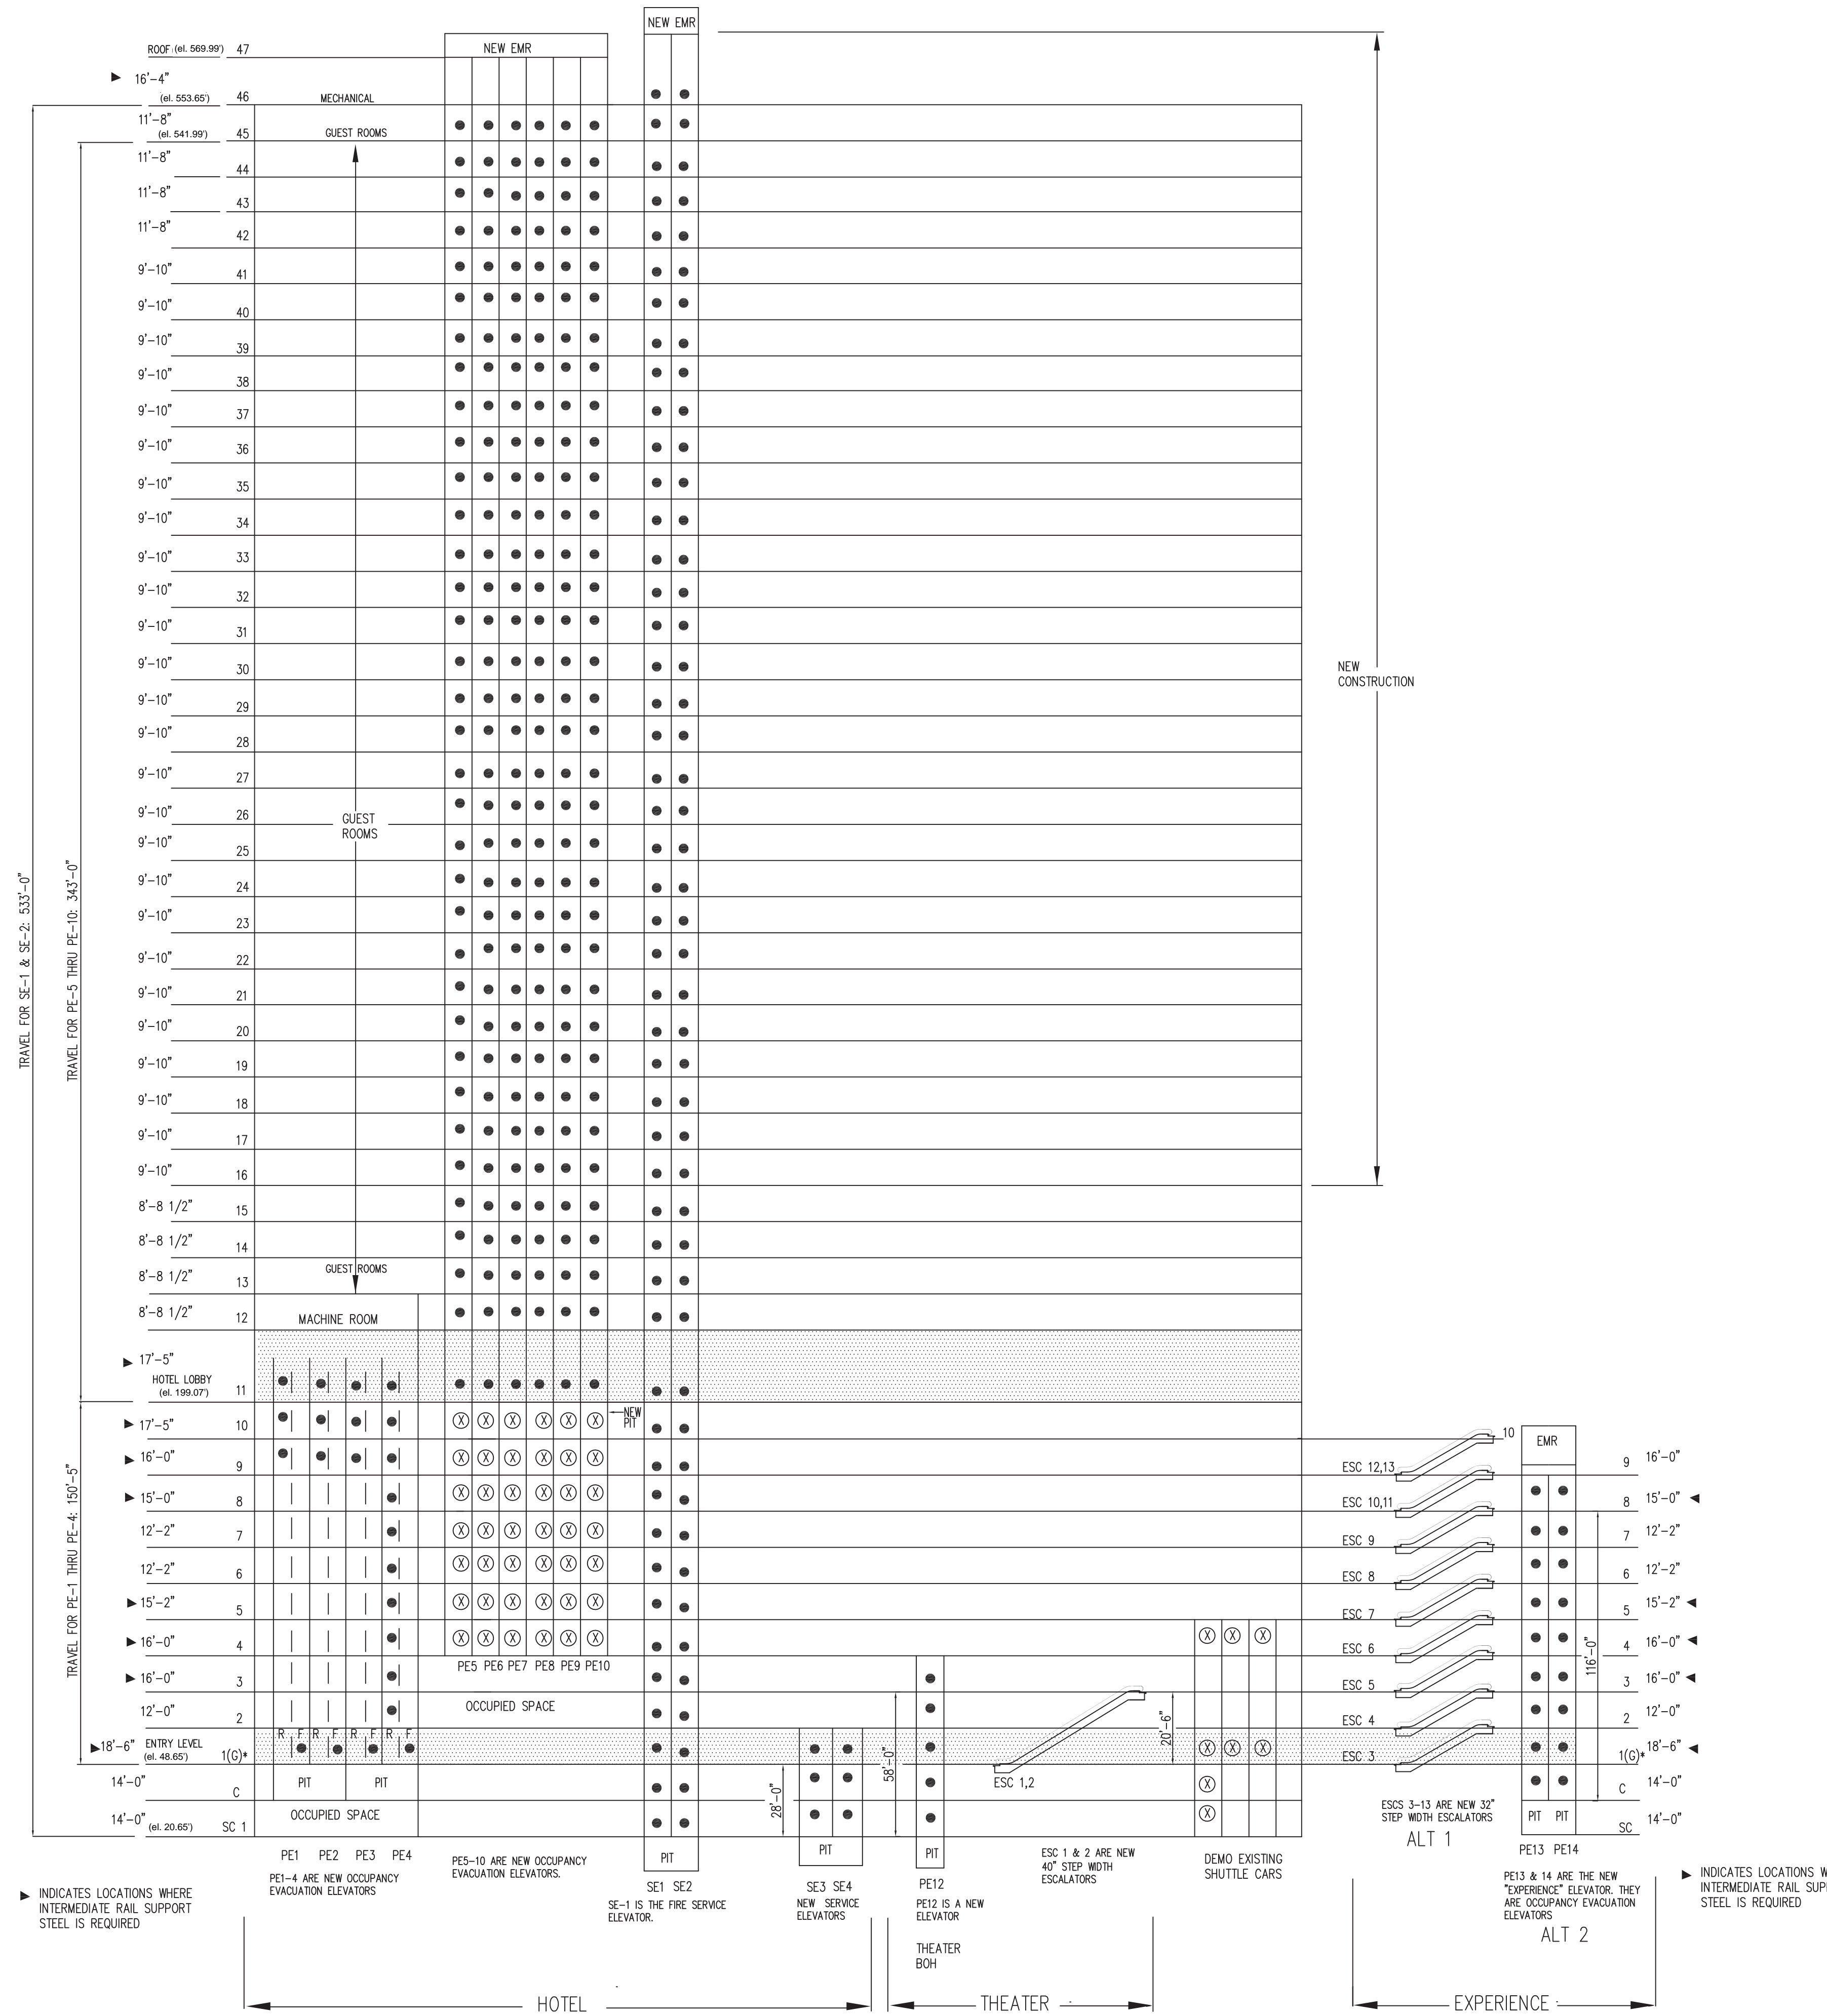 NEW EMR
NEW EMR
ROOF (el. 569.99') 47
16'-4"
(el. 553.65') 46 MECHANICAL
11'-8"
(el. 541.99') 45 GUEST ROOMS
11'-8"
44
11'-8"
43
11'-8"
42
9'-10"
41
9'-10"
40
9'-10"
39
9'-10"
38
9'-10"
37
9'-10"
36
9'-10"
35
9'-10"
34
9'-10"
33
9'-10"
32
9'-10"
31
9'-10"
30
9'-10"
29
9'-10"
28
9'-10"
27
9'-10"
26
9'-10"
25
9'-10"
24
9'-10"
23
9'-10"
22
9'-10"
21
9'-10"
20
9'-10"
19
9'-10"
18
9'-10"
17
9'-10"
16
8'-8 1/2"
15
8'-8 1/2"
14
8'-8 1/2"
13
8'-8 1/2"
12
GUEST
ROOMS
GUEST ROOMS
MACHINE ROOM
NEW
CONSTRUCTION
TRAVEL FOR SE-1 & SE-2: 533'-0"
TRAVEL FOR PE-5 THRU PE-10: 343'-0"
TRAVEL FOR PE-1 THRU PE-4: 150'-5"
17'-5"
HOTEL LOBBY
(el. 199.07') 11
17'-5" 10
X X X X X X
NEW
PIT
16'-0" 9
X X X X X X
15'-0" 8
X X X X X X
12'-2" 7
X X X X X X
12'-2" 6
X X X X X X
15'-2" 5
X X X X X X
16'-0" 4
X X X X X X
X X X
PE5 PE6 PE7 PE8 PE9 PE10
16'-0" 3
12'-0" 2
OCCUPIED SPACE
R F R F R F R F
18'-6" ENTRY LEVEL
(el. 48.65') 1(G)*
X X X
14'-0" C
PIT PIT
X
14'-0" (el. 20.65') SC 1
OCCUPIED SPACE
X
28'-0"
58'-0"
20'-6"
ESC 1,2
PE1 PE2 PE3 PE4
PE1-4 ARE NEW OCCUPANCY
EVACUATION ELEVATORS
PE5-10 ARE NEW OCCUPANCY
EVACUATION ELEVATORS.
PIT
SE1 SE2
SE-1 IS THE FIRE SERVICE
ELEVATOR.
PIT
SE3 SE4
NEW SERVICE
ELEVATORS
PIT
PE12
PE12 IS A NEW
ELEVATOR
THEATER
BOH
ESC 1 & 2 ARE NEW
40" STEP WIDTH
ESCALATORS
DEMO EXISTING
SHUTTLE CARS
10
ESC 12,13
ESC 10,11
ESC 9
ESC 8
ESC 7
ESC 6
ESC 5
ESC 4
ESC 3
ESCS 3-13 ARE NEW 32"
STEP WIDTH ESCALATORS
ALT 1
EMR
9 16'-0"
8 15'-0"
7 12'-2"
6 12'-2"
5 15'-2"
4 16'-0"
116'-0"
3 16'-0"
2 12'-0"
1(G)* 18'-6"
C 14'-0"
SC 14'-0"
PIT PIT
PE13 PE14
PE13 & 14 ARE THE NEW
"EXPERIENCE" ELEVATOR. THEY
ARE OCCUPANCY EVACUATION
ELEVATORS
ALT 2
INDICATES LOCATIONS WHERE
INTERMEDIATE RAIL SUPPORT
STEEL IS REQUIRED
INDICATES LOCATIONS W
INTERMEDIATE RAIL SUP
STEEL IS REQUIRED
HOTEL
THEATER
EXPERIENCE